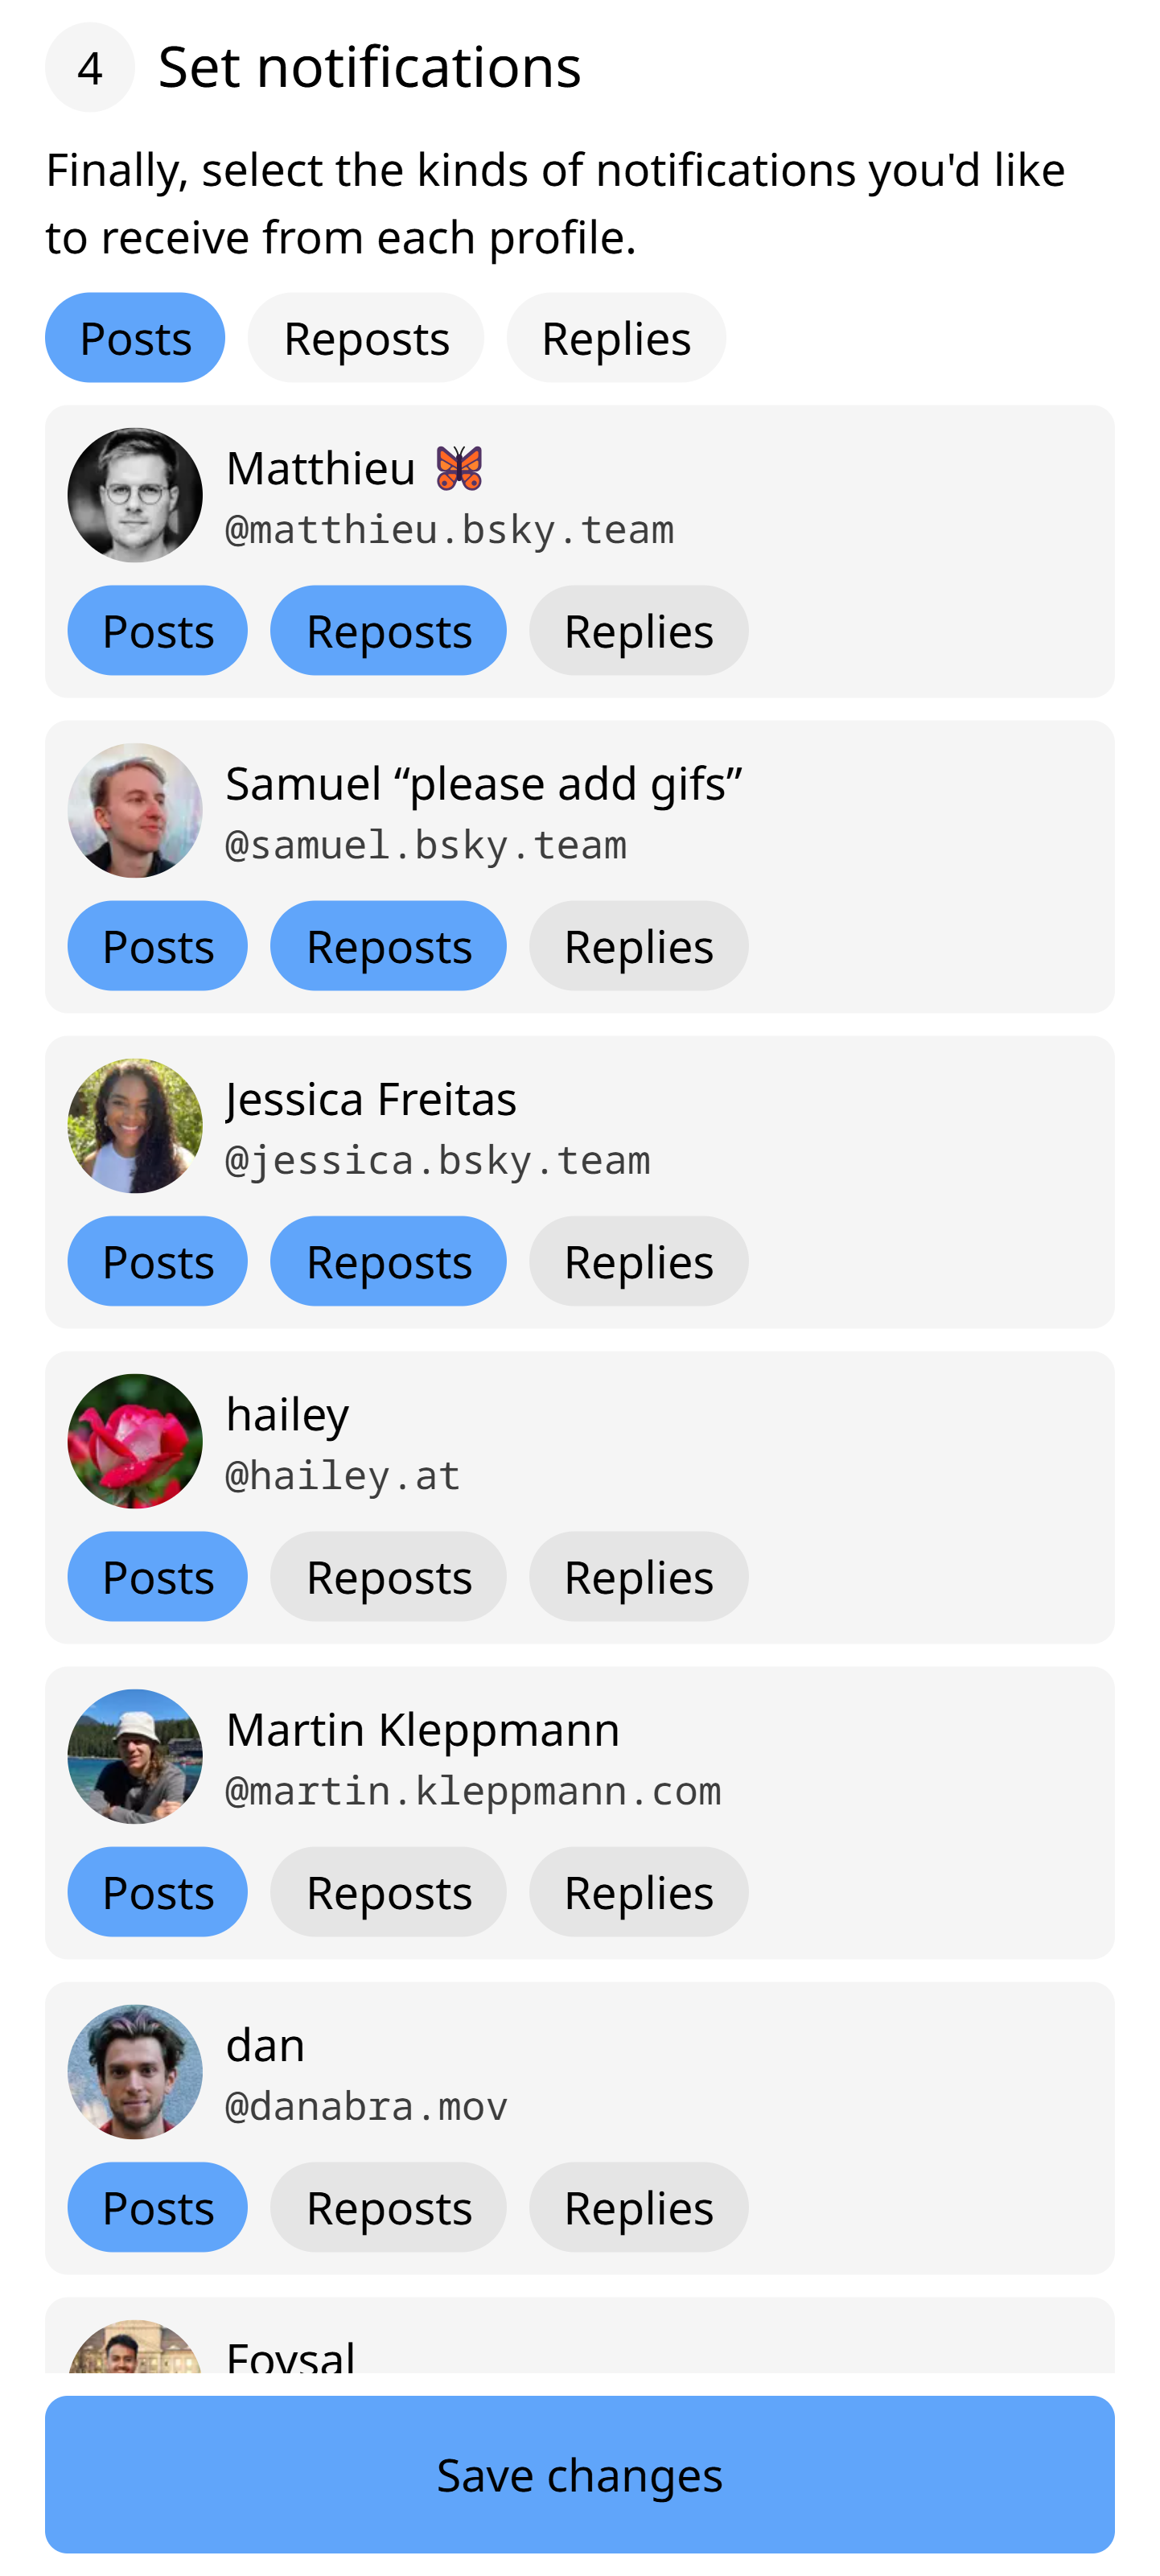 4 Set notifications
Finally, select the kinds of notifications you'd like
to receive from each profile.
Posts Reposts Replies
Matthieu 🦋
@matthieu.bsky.team
Posts Reposts Replies
Samuel “please add gifs”
@samuel.bsky.team
Posts Reposts Replies
Jessica Freitas
@jessica.bsky.team
Posts Reposts Replies
hailey
@hailey.at
Posts Reposts Replies
Martin Kleppmann
@martin.kleppmann.com
Posts Reposts Replies
dan
@danabra.mov
Posts Reposts Replies
Foysal
Save changes